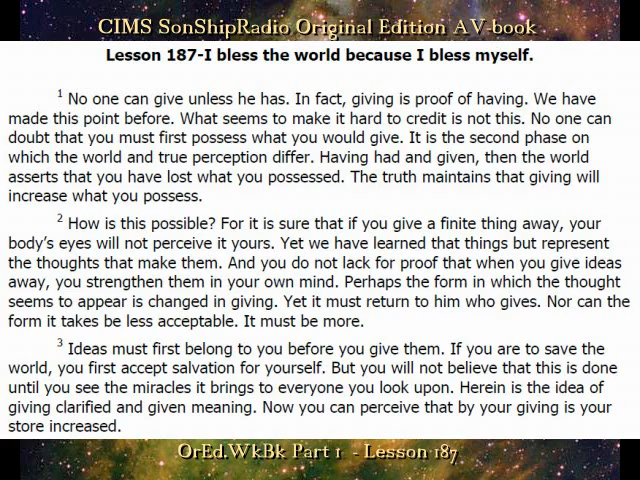 CIMS SonShipRadio Original Edition AV-book
Lesson 187-I bless the world because I bless myself.
1 No one can give unless he has. In fact, giving is proof of having. We have
made this point before. What seems to make it hard to credit is not this. No one can
doubt that you must first possess what you would give. It is the second phase on
which the world and true perception differ. Having had and given, then the world
asserts that you have lost what you possessed. The truth maintains that giving will
increase what you possess.
2 How is this possible? For it is sure that if you give a finite thing away, your
body’s eyes will not perceive it yours. Yet we have learned that things but represent
the thoughts that make them. And you do not lack for proof that when you give ideas
away, you strengthen them in your own mind. Perhaps the form in which the thought
seems to appear is changed in giving. Yet it must return to him who gives. Nor can the
form it takes be less acceptable. It must be more.
3 Ideas must first belong to you before you give them. If you are to save the
world, you first accept salvation for yourself. But you will not believe that this is done
until you see the miracles it brings to everyone you look upon. Herein is the idea of
giving clarified and given meaning. Now you can perceive that by your giving is your
store increased.
OrEd.WkBk Part 1 - Lesson 187